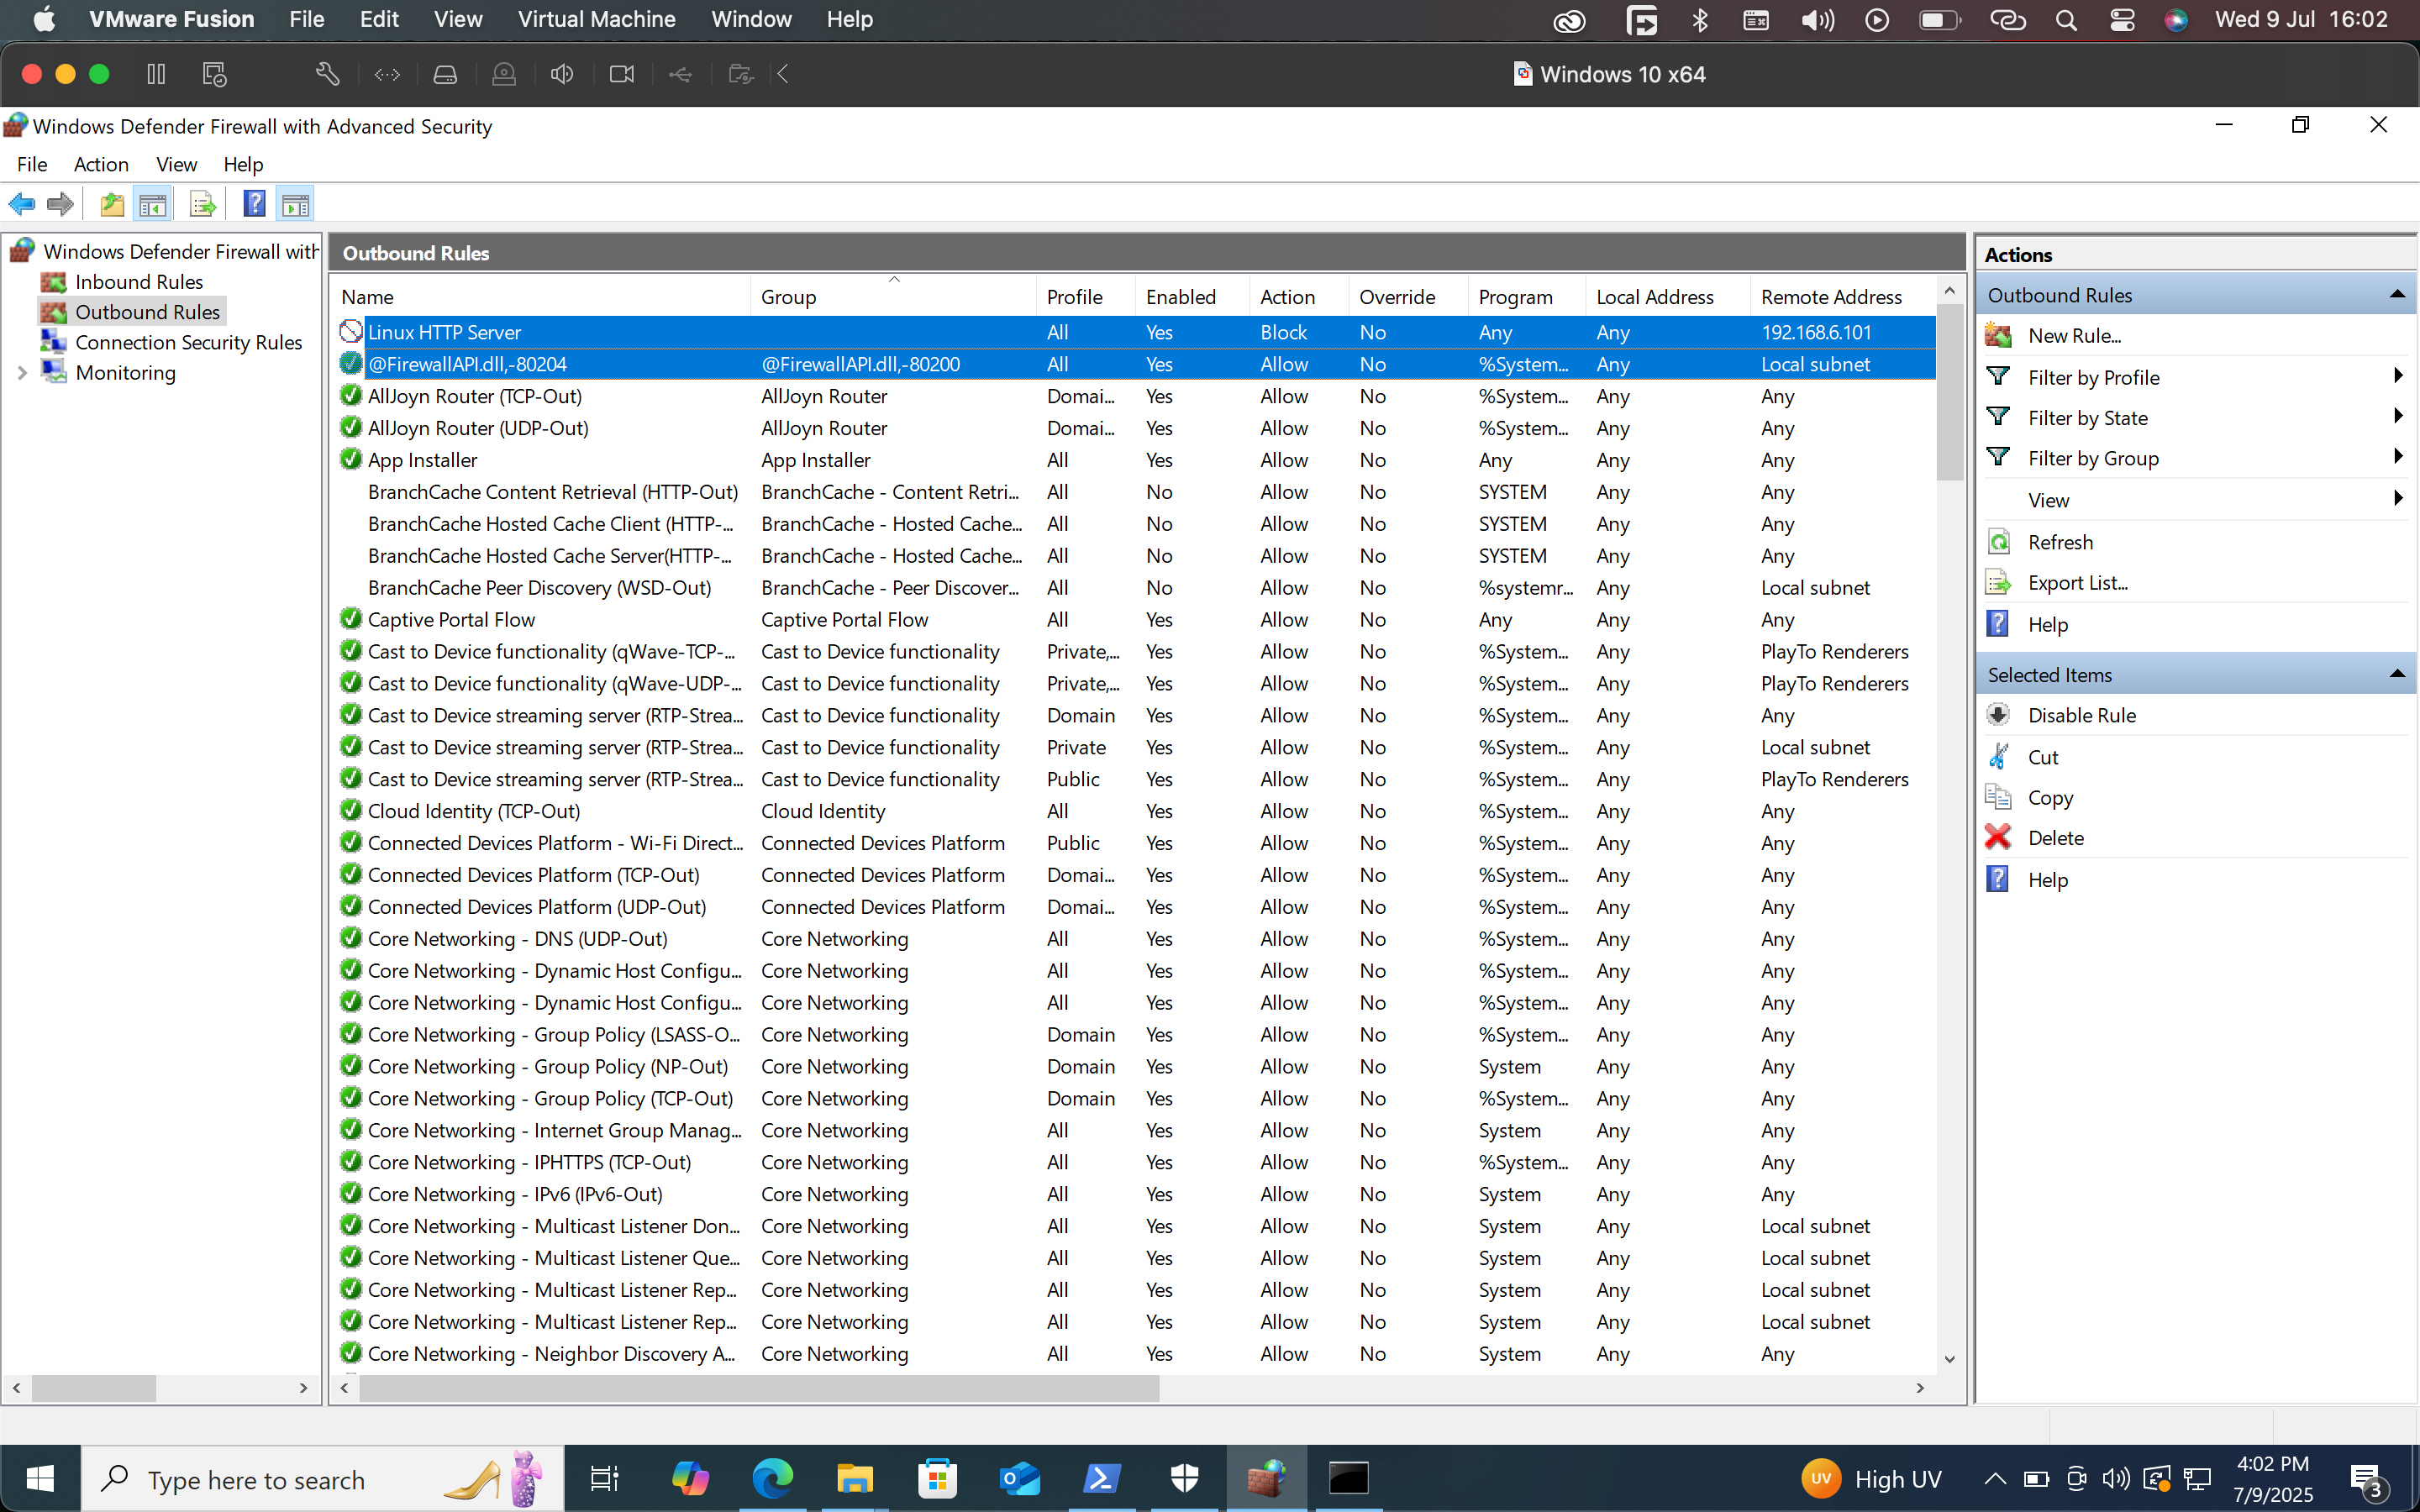 VMware Fusion File Edit View Virtual Machine Window Help Wed 9 Jul 16:02
Windows 10 x64
Windows Defender Firewall with Advanced Security
File Action View Help
Windows Defender Firewall with
Inbound Rules
Outbound Rules
Connection Security Rules
Monitoring
Outbound Rules
Name Group Profile Enabled Action Override Program Local Address Remote Address
Linux HTTP Server All Yes Block No Any Any 192.168.6.101
@FirewallAPI.dll,-80204 @FirewallAPI.dll,-80200 All Yes Allow No %System... Any Local subnet
AllJoyn Router (TCP-Out) AllJoyn Router Domai... Yes Allow No %System... Any Any
AllJoyn Router (UDP-Out) AllJoyn Router Domai... Yes Allow No %System... Any Any
App Installer App Installer All Yes Allow No Any Any Any
BranchCache Content Retrieval (HTTP-Out) BranchCache - Content Retri... All No Allow No SYSTEM Any Any
BranchCache Hosted Cache Client (HTTP-... BranchCache - Hosted Cache... All No Allow No SYSTEM Any Any
BranchCache Hosted Cache Server(HTTP-... BranchCache - Hosted Cache... All No Allow No SYSTEM Any Any
BranchCache Peer Discovery (WSD-Out) BranchCache - Peer Discover... All No Allow No %systemr... Any Local subnet
Captive Portal Flow Captive Portal Flow All Yes Allow No Any Any Any
Cast to Device functionality (qWave-TCP-... Cast to Device functionality Private,... Yes Allow No %System... Any PlayTo Renderers
Cast to Device functionality (qWave-UDP-... Cast to Device functionality Private,... Yes Allow No %System... Any PlayTo Renderers
Cast to Device streaming server (RTP-Strea... Cast to Device functionality Domain Yes Allow No %System... Any Any
Cast to Device streaming server (RTP-Strea... Cast to Device functionality Private Yes Allow No %System... Any Local subnet
Cast to Device streaming server (RTP-Strea... Cast to Device functionality Public Yes Allow No %System... Any PlayTo Renderers
Cloud Identity (TCP-Out) Cloud Identity All Yes Allow No %System... Any Any
Connected Devices Platform - Wi-Fi Direct... Connected Devices Platform Public Yes Allow No %System... Any Any
Connected Devices Platform (TCP-Out) Connected Devices Platform Domai... Yes Allow No %System... Any Any
Connected Devices Platform (UDP-Out) Connected Devices Platform Domai... Yes Allow No %System... Any Any
Core Networking - DNS (UDP-Out) Core Networking All Yes Allow No %System... Any Any
Core Networking - Dynamic Host Configu... Core Networking All Yes Allow No %System... Any Any
Core Networking - Dynamic Host Configu... Core Networking All Yes Allow No %System... Any Any
Core Networking - Group Policy (LSASS-O... Core Networking Domain Yes Allow No %System... Any Any
Core Networking - Group Policy (NP-Out) Core Networking Domain Yes Allow No System Any Any
Core Networking - Group Policy (TCP-Out) Core Networking Domain Yes Allow No %System... Any Any
Core Networking - Internet Group Manag... Core Networking All Yes Allow No System Any Any
Core Networking - IPHTTPS (TCP-Out) Core Networking All Yes Allow No %System... Any Any
Core Networking - IPv6 (IPv6-Out) Core Networking All Yes Allow No System Any Any
Core Networking - Multicast Listener Don... Core Networking All Yes Allow No System Any Local subnet
Core Networking - Multicast Listener Que... Core Networking All Yes Allow No System Any Local subnet
Core Networking - Multicast Listener Rep... Core Networking All Yes Allow No System Any Local subnet
Core Networking - Multicast Listener Rep... Core Networking All Yes Allow No System Any Local subnet
Core Networking - Neighbor Discovery A... Core Networking All Yes Allow No System Any Any
Actions
Outbound Rules
New Rule...
Filter by Profile
Filter by State
Filter by Group
View
Refresh
Export List...
Help
Selected Items
Disable Rule
Cut
Copy
Delete
Help
Type here to search
UV High UV
4:02 PM
7/9/2025
3